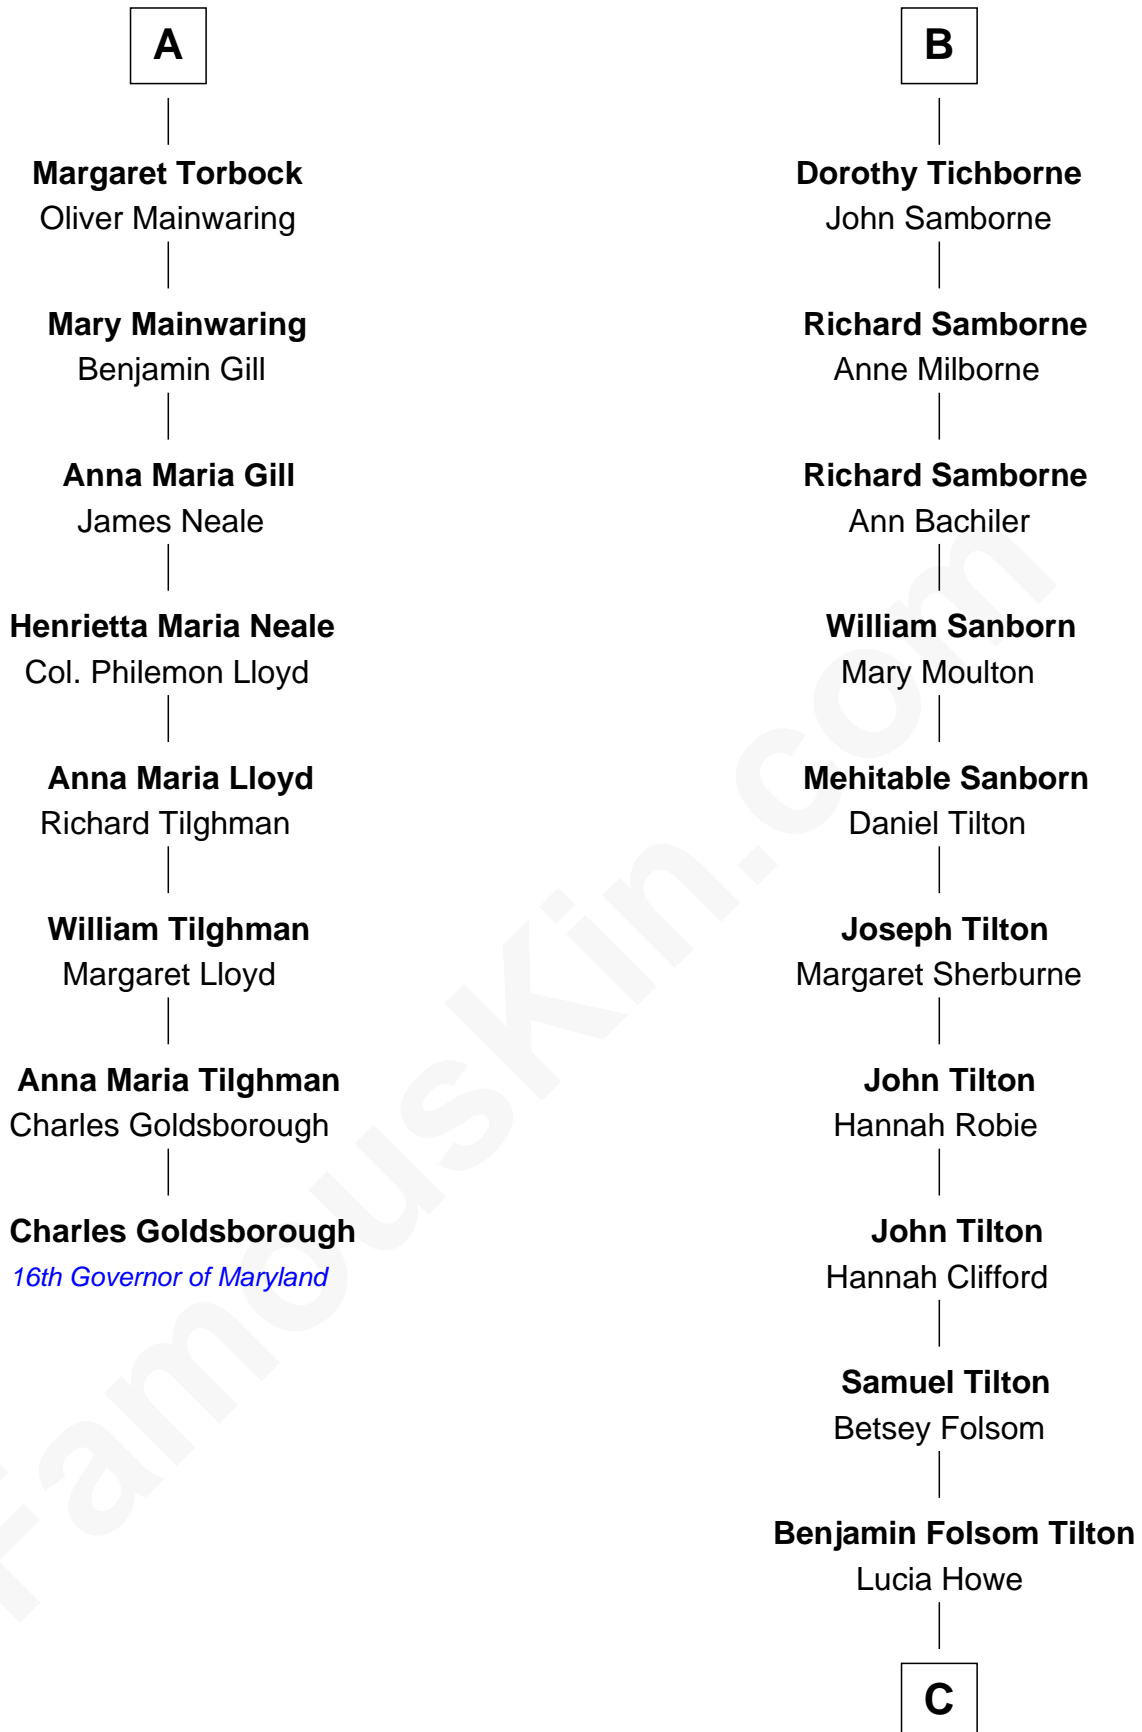 A
Margaret Torbock
Oliver Mainwaring
Mary Mainwaring
Benjamin Gill
Anna Maria Gill
James Neale
Henrietta Maria Neale
Col. Philemon Lloyd
Anna Maria Lloyd
Richard Tilghman
William Tilghman
Margaret Lloyd
Anna Maria Tilghman
Charles Goldsborough
Charles Goldsborough
16th Governor of Maryland
B
Dorothy Tichborne
John Samborne
Richard Samborne
Anne Milborne
Richard Samborne
Ann Bachiler
William Sanborn
Mary Moulton
Mehitable Sanborn
Daniel Tilton
Joseph Tilton
Margaret Sherburne
John Tilton
Hannah Robie
John Tilton
Hannah Clifford
Samuel Tilton
Betsey Folsom
Benjamin Folsom Tilton
Lucia Howe
C
FamousKin.com